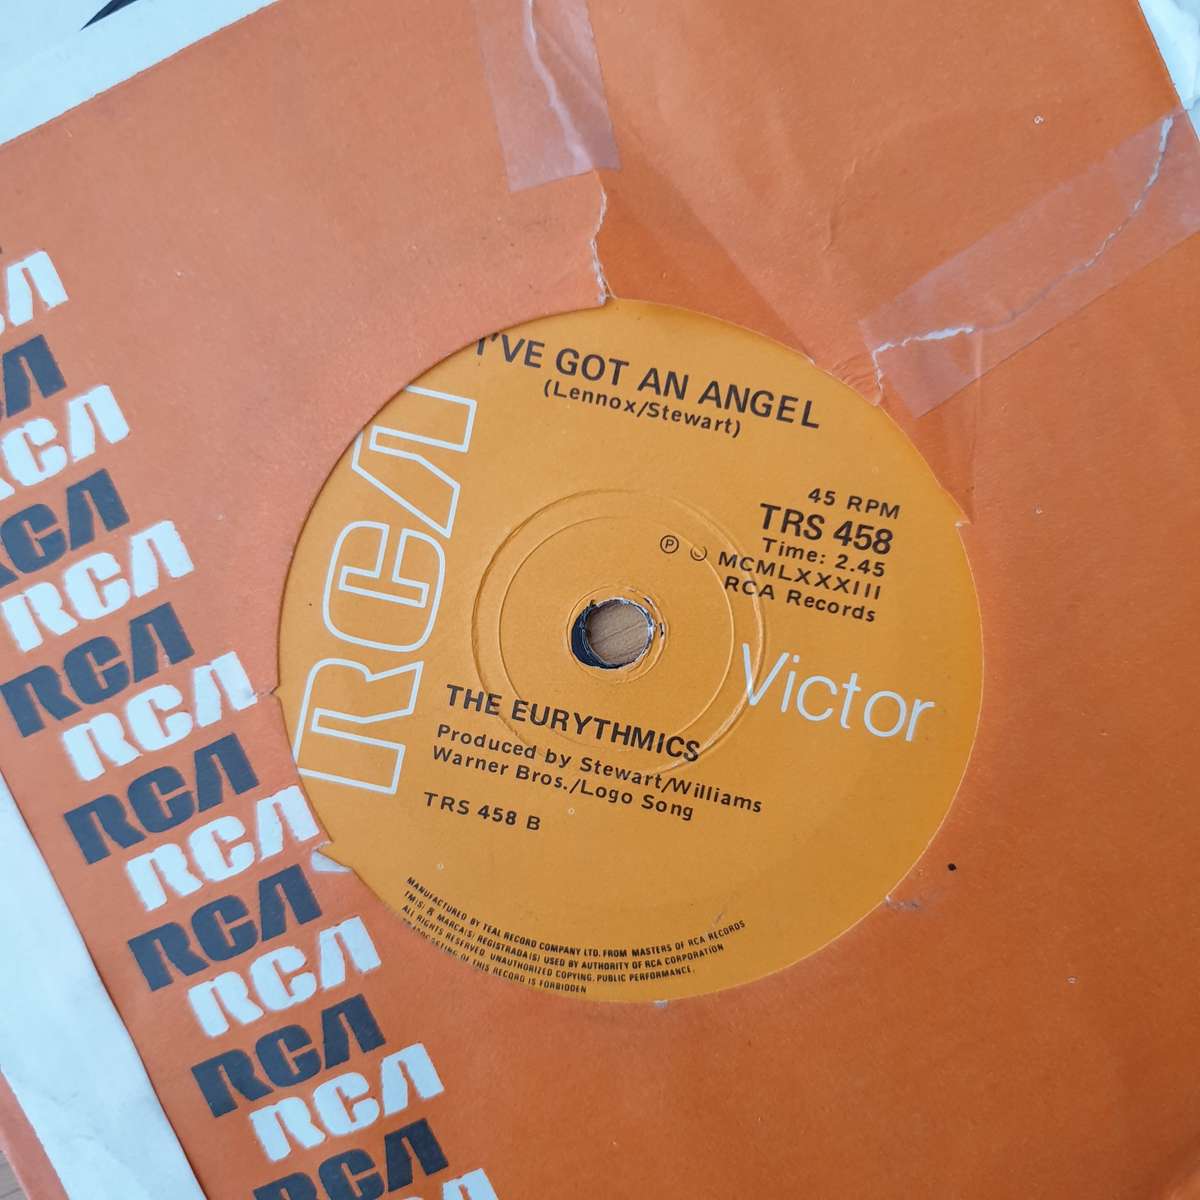 I'VE GOT AN ANGEL
(Lennox/Stewart)
45 RPM
TRS 458
Time: 2.45
Ⓟ MCMLXXXIII
RCA Records
RCA
Victor
THE EURYTHMICS
Produced by Stewart/Williams
Warner Bros./Logo Song
TRS 458 B
MANUFACTURED BY TEAL RECORD COMPANY LTD. FROM MASTERS OF RCA RECORDS
TM(S) ® MARCA(S) REGISTRADA(S) USED BY AUTHORITY OF RCA CORPORATION
ALL RIGHTS RESERVED. UNAUTHORIZED COPYING, PUBLIC PERFORMANCE,
OF THIS RECORD IS FORBIDDEN
RCA
RCA
RCA
RCA
RCA
RCA
RCA
RCA
RCA
RCA
RCA
RCA
RCA
RCA